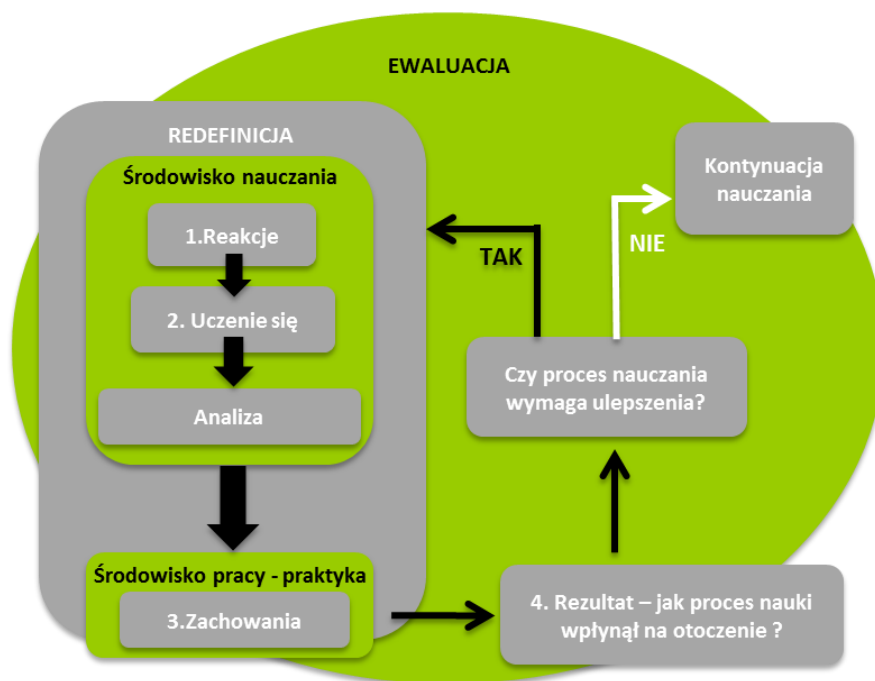 EWALUACJA
REDEFINICJA
Środowisko nauczania
1.Reakcje
2. Uczenie się
Analiza
Środowisko pracy - praktyka
3.Zachowania
4. Rezultat – jak proces nauki
wpłynął na otoczenie ?
Czy proces nauczania
wymaga ulepszenia?
TAK
NIE
Kontynuacja
nauczania